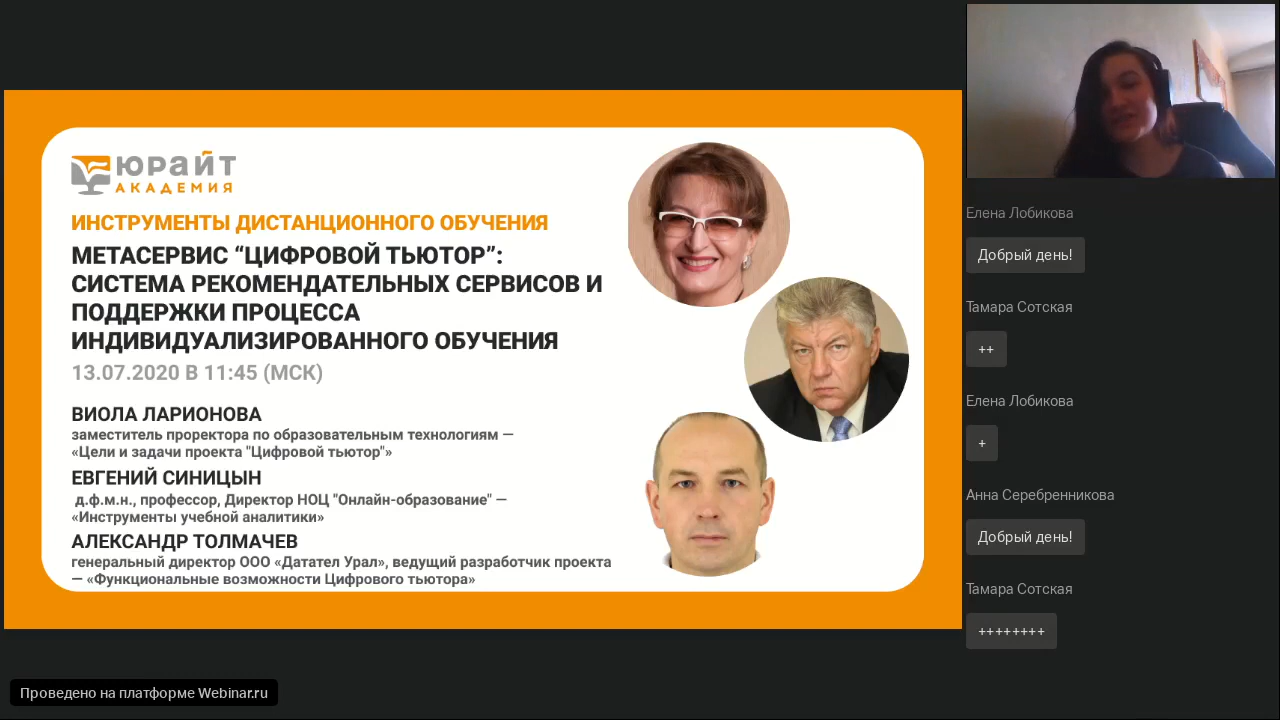 ЮРАЙТ
АКАДЕМИЯ
ИНСТРУМЕНТЫ ДИСТАНЦИОННОГО ОБУЧЕНИЯ
МЕТАСЕРВИС “ЦИФРОВОЙ ТЬЮТОР”:
СИСТЕМА РЕКОМЕНДАТЕЛЬНЫХ СЕРВИСОВ И
ПОДДЕРЖКИ ПРОЦЕССА
ИНДИВИДУАЛИЗИРОВАННОГО ОБУЧЕНИЯ
13.07.2020 В 11:45 (МСК)
ВИОЛА ЛАРИОНОВА
заместитель проректора по образовательным технологиям —
«Цели и задачи проекта "Цифровой тьютор"»
ЕВГЕНИЙ СИНИЦЫН
д.ф.м.н., профессор, Директор НОЦ "Онлайн-образование" —
«Инструменты учебной аналитики»
АЛЕКСАНДР ТОЛМАЧЕВ
генеральный директор ООО «Датател Урал», ведущий разработчик проекта
— «Функциональные возможности Цифрового тьютора»
Елена Лобикова
Добрый день!
Тамара Сотская
++
Елена Лобикова
+
Анна Серебренникова
Добрый день!
Тамара Сотская
++++++++
Проведено на платформе Webinar.ru